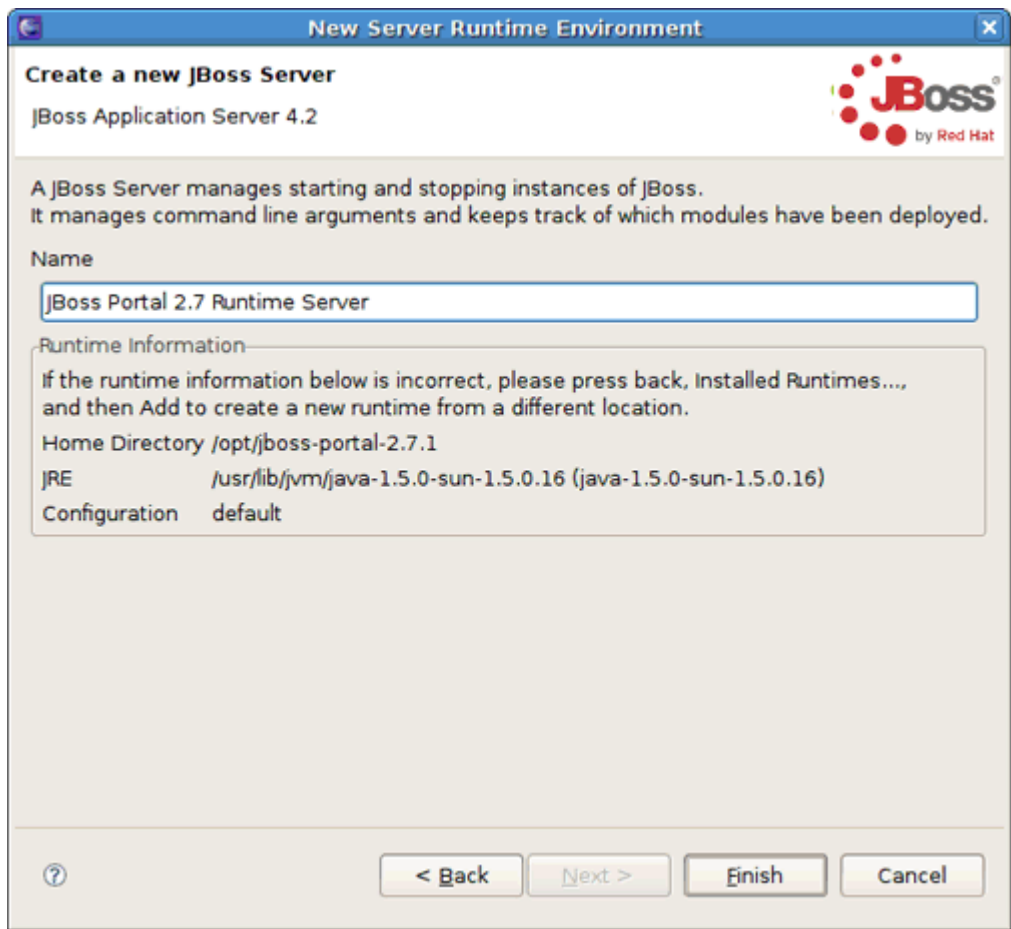 New Server Runtime Environment
Create a new JBoss Server
JBoss Application Server 4.2
JBoss®
by Red Hat
A JBoss Server manages starting and stopping instances of JBoss.
It manages command line arguments and keeps track of which modules have been deployed.
Name
JBoss Portal 2.7 Runtime Server
Runtime Information
If the runtime information below is incorrect, please press back, Installed Runtimes...,
and then Add to create a new runtime from a different location.
Home Directory /opt/jboss-portal-2.7.1
JRE /usr/lib/jvm/java-1.5.0-sun-1.5.0.16 (java-1.5.0-sun-1.5.0.16)
Configuration default
? < Back Next > Finish Cancel